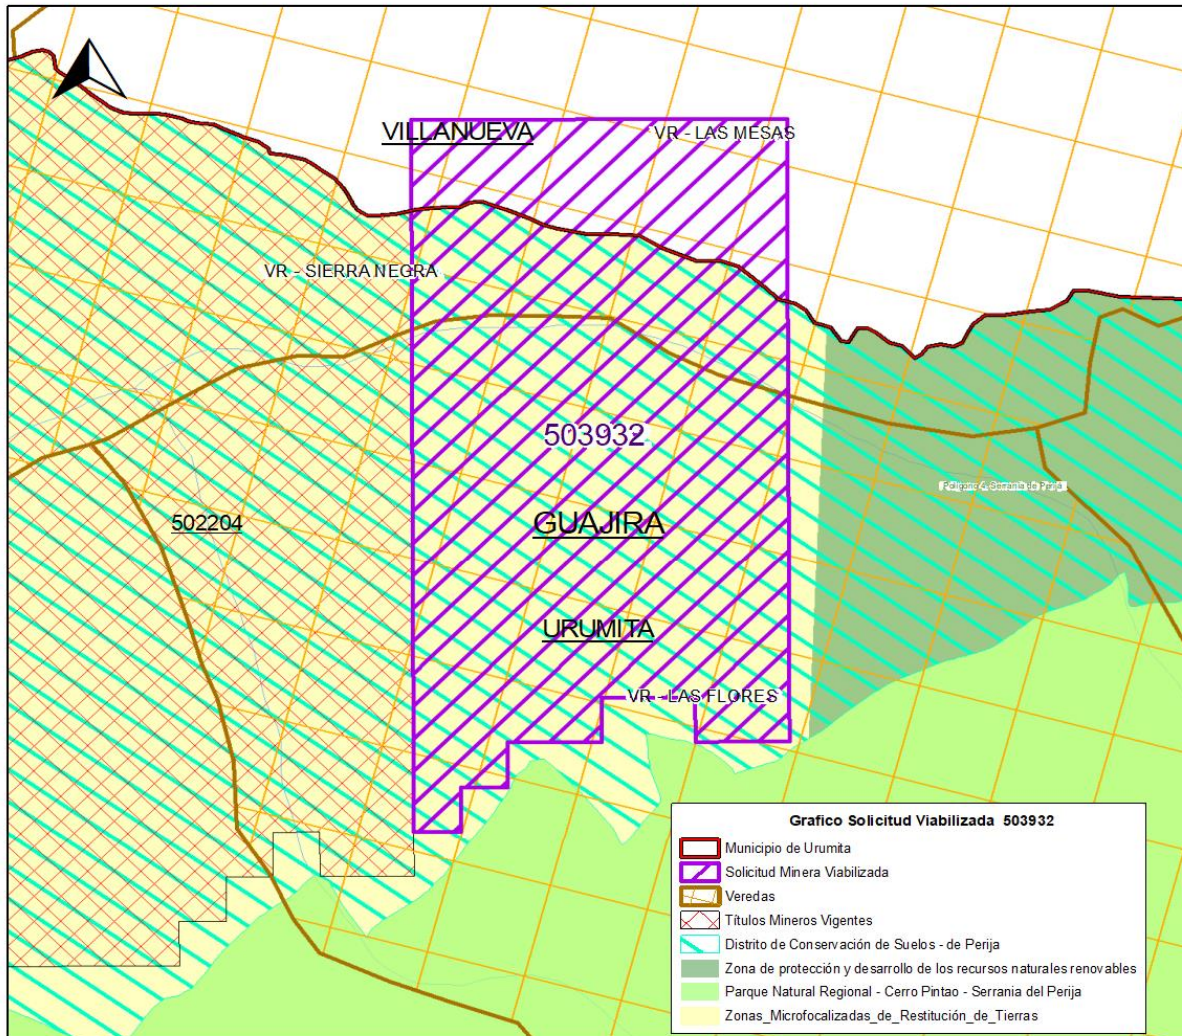 VILLANUEVA
VR - LAS MESAS
VR - SIERRA NEGRA
503932
502204
GUAJIRA
URUMITA
VR - LAS FLORES
Poligono A. Serrania de Perija
Grafico Solicitud Viabilizada 503932
Municipio de Urumita
Solicitud Minera Viabilizada
Veredas
Títulos Mineros Vigentes
Distrito de Conservación de Suelos - de Perija
Zona de protección y desarrollo de los recursos naturales renovables
Parque Natural Regional - Cerro Pintao - Serrania del Perija
Zonas_Microfocalizadas_de_Restitución_de_Tierras